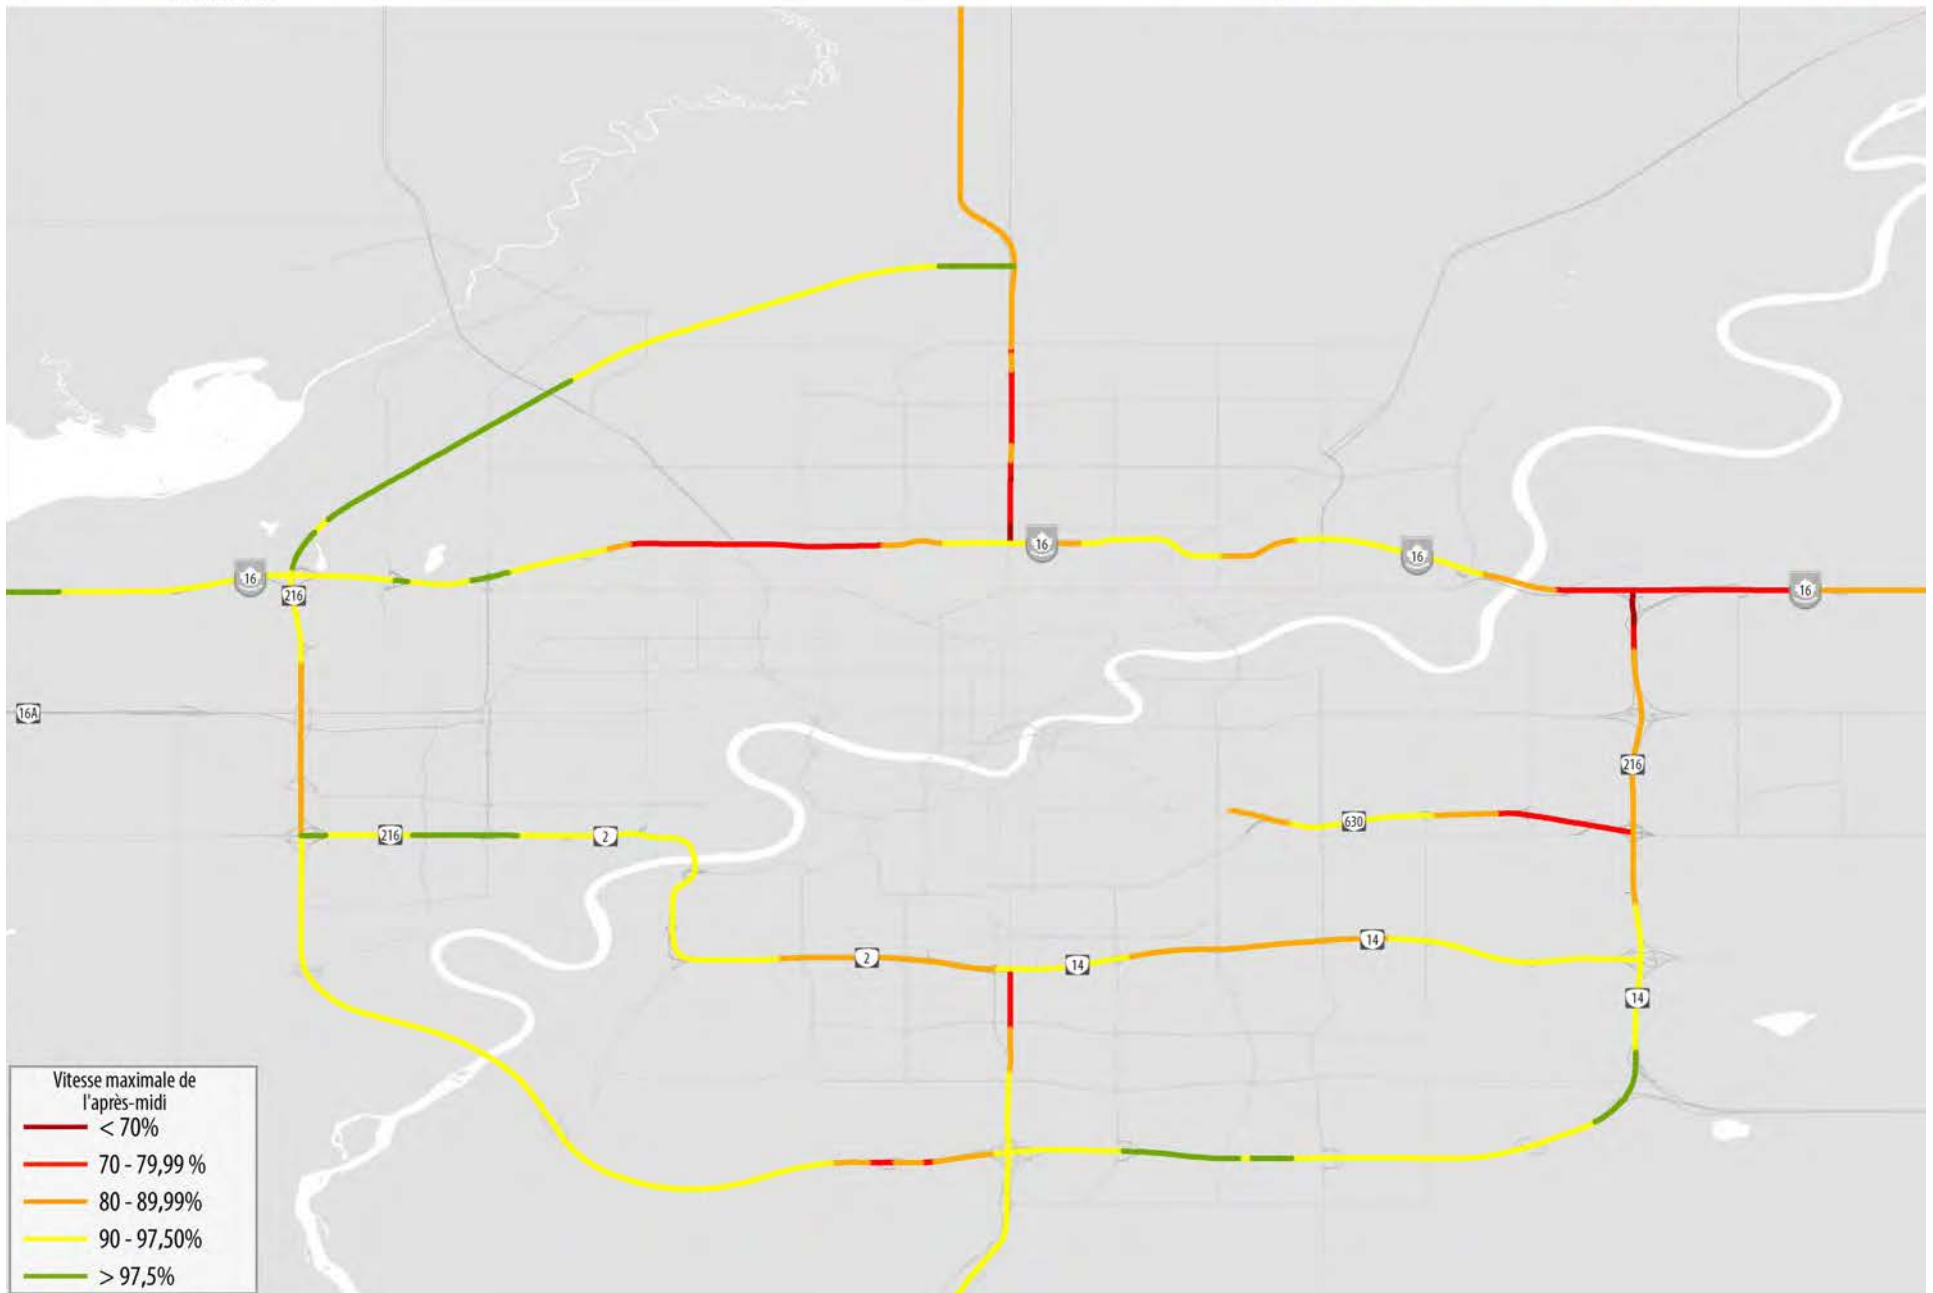 16
16
216
16
16
16A
216
216
2
630
2
14
14
14
Vitesse maximale de
l'après-midi
< 70%
70 - 79,99 %
80 - 89,99%
90 - 97,50%
> 97,5%